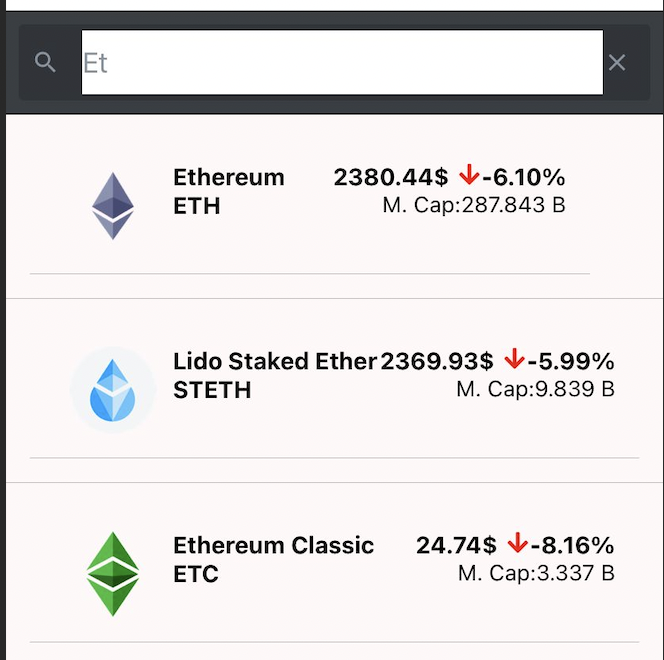 Et
Ethereum 2380.44$ ↓-6.10%
ETH M. Cap:287.843 B
Lido Staked Ether 2369.93$ ↓-5.99%
STETH M. Cap:9.839 B
Ethereum Classic 24.74$ ↓-8.16%
ETC M. Cap:3.337 B